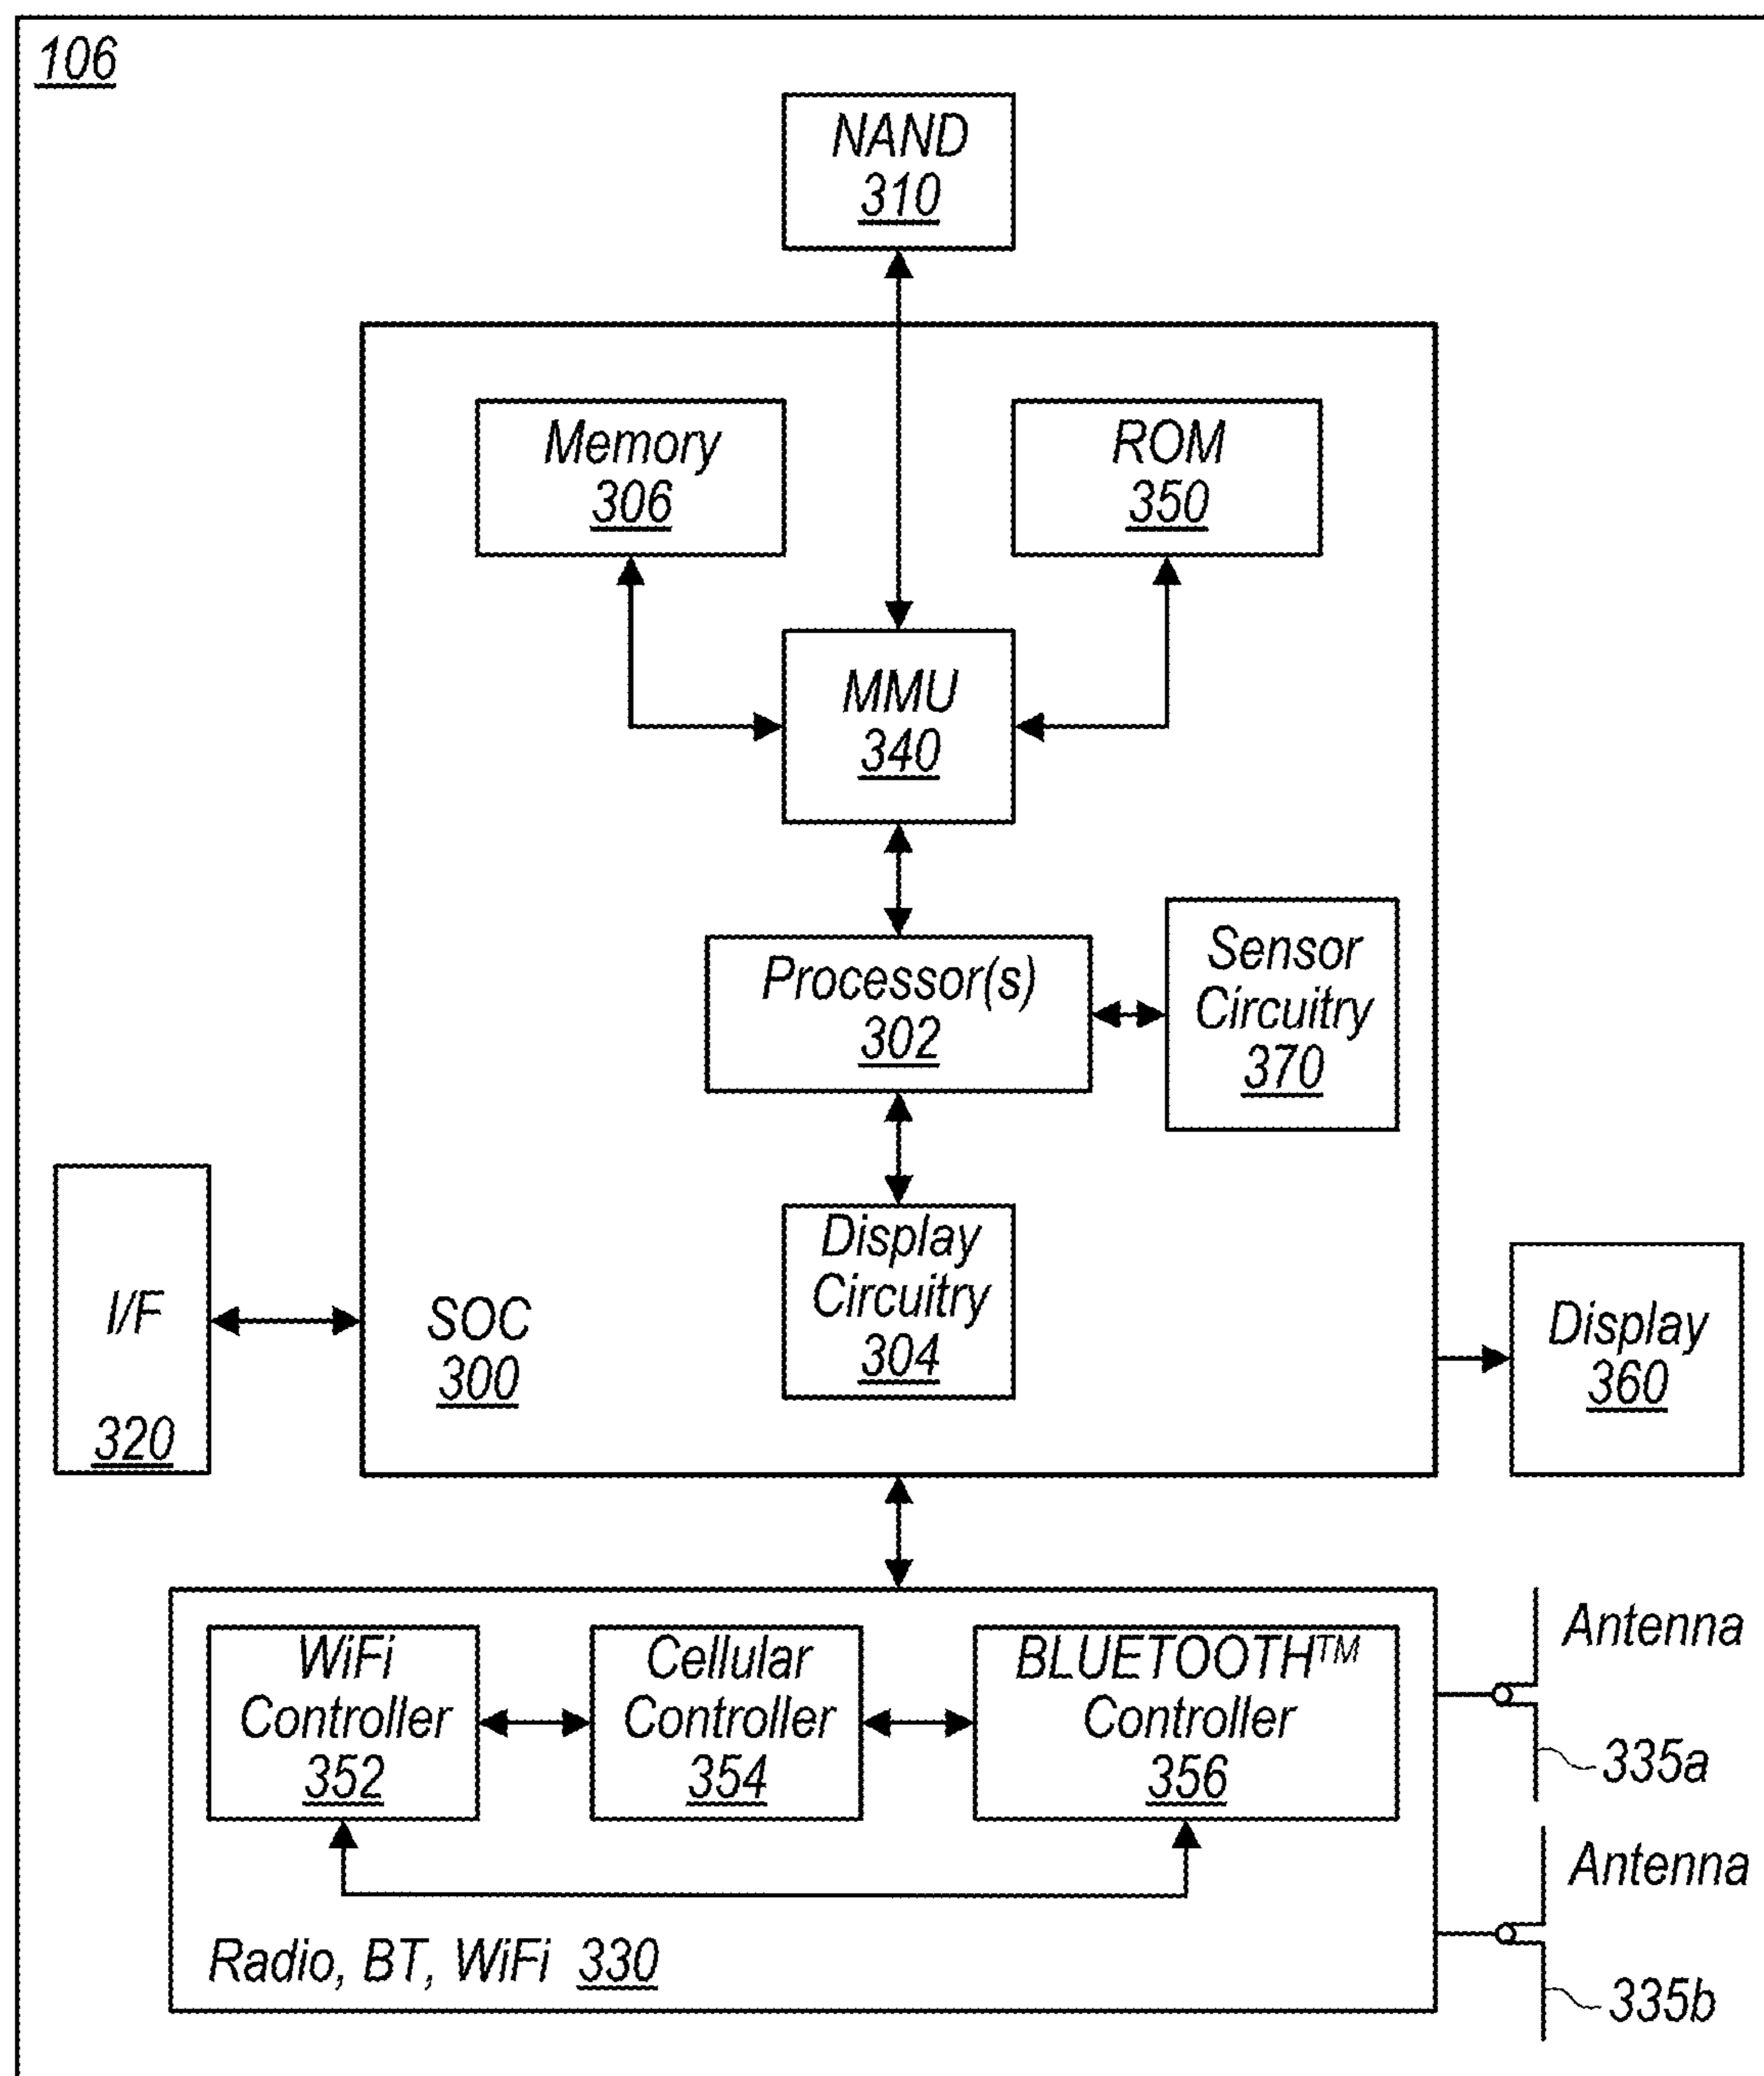 106
NAND
310
Memory
306
ROM
350
MMU
340
Processor(s)
302
Sensor
Circuitry
370
Display
Circuitry
304
I/F
320
SOC
300
Display
360
WiFi
Controller
352
Cellular
Controller
354
BLUETOOTH™
Controller
356
Antenna
335a
Antenna
335b
Radio, BT, WiFi 330